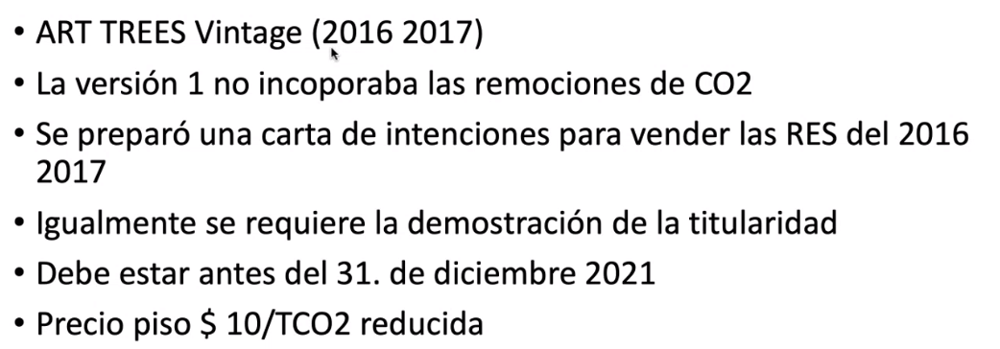 • ART TREES Vintage (2016 2017)
• La versión 1 no incoporaba las remociones de CO2
• Se preparó una carta de intenciones para vender las RES del 2016
2017
• Igualmente se requiere la demostración de la titularidad
• Debe estar antes del 31. de diciembre 2021
• Precio piso $ 10/TCO2 reducida